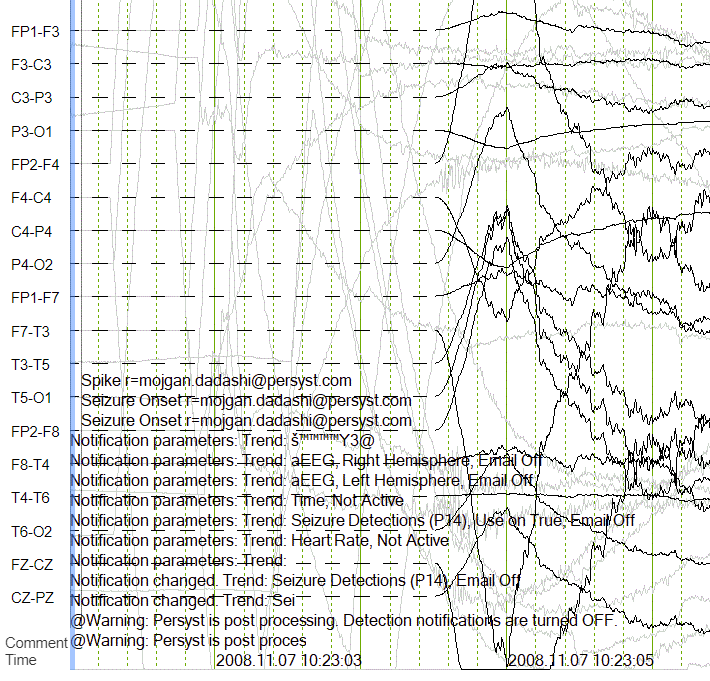 FP1-F3
F3-C3
C3-P3
P3-O1
FP2-F4
F4-C4
C4-P4
P4-O2
FP1-F7
F7-T3
T3-T5
T5-O1
FP2-F8
F8-T4
T4-T6
T6-O2
FZ-CZ
CZ-PZ
Spike r=mojgan.dadashi@persyst.com
Seizure Onset r=mojgan.dadashi@persyst.com
Seizure Onset r=mojgan.dadashi@persyst.com
Notification parameters: Trend: š™™™™Y3@
Notification parameters: Trend: aEEG, Right Hemisphere, Email Off
Notification parameters: Trend: aEEG, Left Hemisphere, Email Off
Notification parameters: Trend: Time, Not Active
Notification parameters: Trend: Seizure Detections (P14), Use on True, Email Off
Notification parameters: Trend: Heart Rate, Not Active
Notification parameters: Trend:
Notification changed. Trend: Seizure Detections (P14), Email Off
Notification changed. Trend: Sei
@Warning: Persyst is post processing. Detection notifications are turned OFF.
Comment @Warning: Persyst is post proces
Time 2008.11.07 10:23:03 2008.11.07 10:23:05